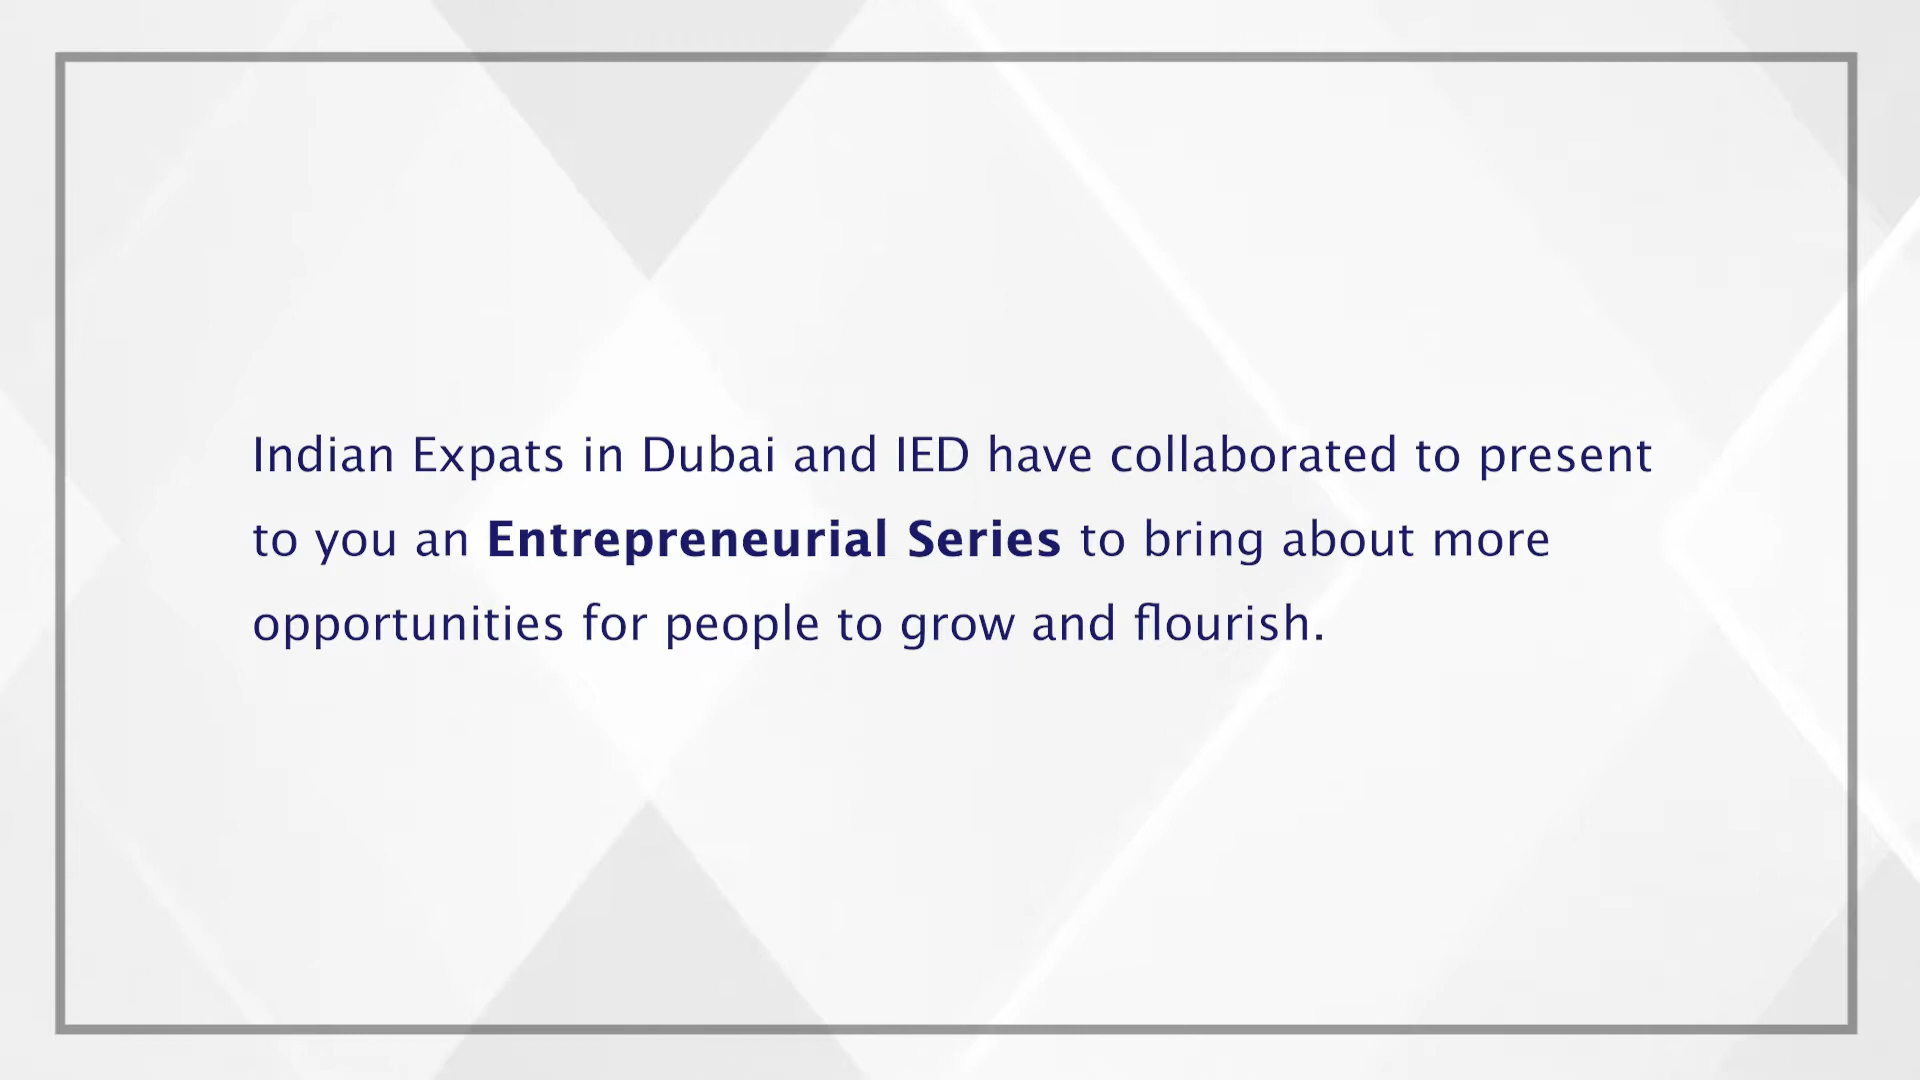 Indian Expats in Dubai and IED have collaborated to present
to you an Entrepreneurial Series to bring about more
opportunities for people to grow and flourish.